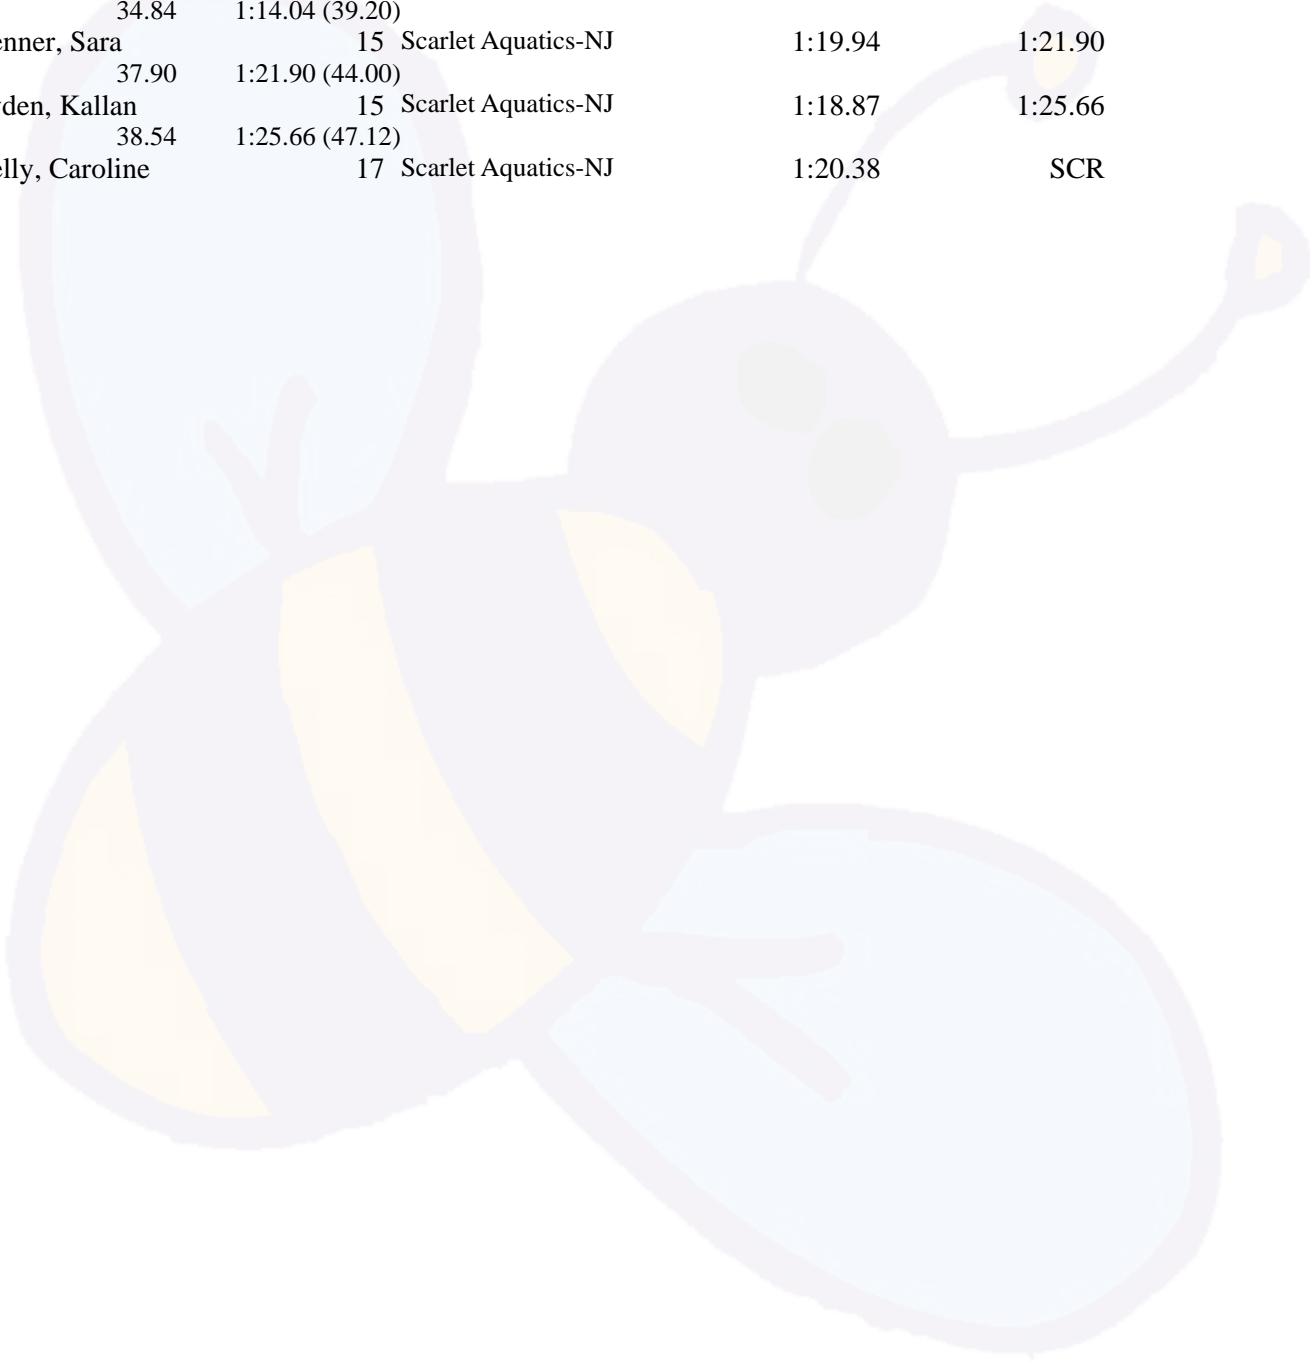 34.84 1:14.04 (39.20)
enner, Sara 15 Scarlet Aquatics-NJ 1:19.94 1:21.90
37.90 1:21.90 (44.00)
den, Kallan 15 Scarlet Aquatics-NJ 1:18.87 1:25.66
38.54 1:25.66 (47.12)
elly, Caroline 17 Scarlet Aquatics-NJ 1:20.38 SCR